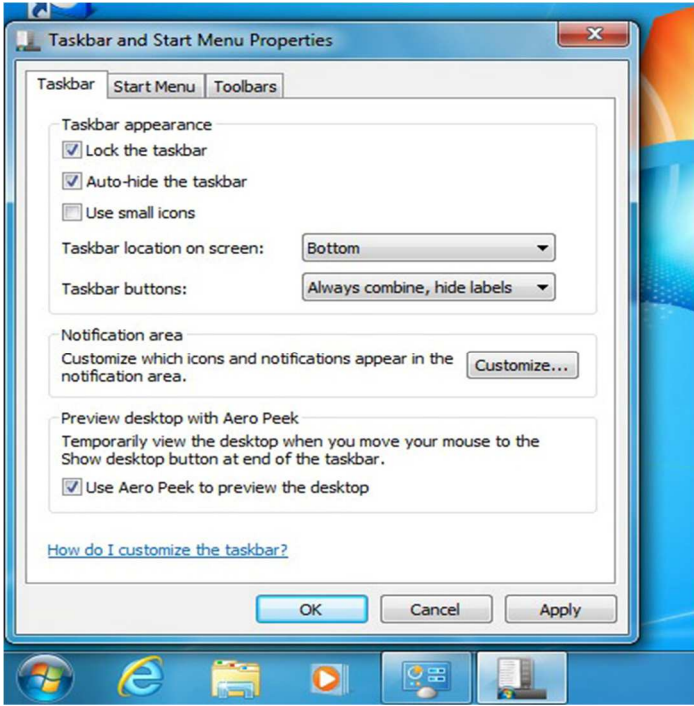 Taskbar and Start Menu Properties
Taskbar
Start Menu
Toolbars
Taskbar appearance
Lock the taskbar
Auto-hide the taskbar
Use small icons
Taskbar location on screen:
Bottom
Taskbar buttons:
Always combine, hide labels
Notification area
Customize which icons and notifications appear in the
notification area.
Customize...
Preview desktop with Aero Peek
Temporarily view the desktop when you move your mouse to the
Show desktop button at end of the taskbar.
Use Aero Peek to preview the desktop
How do I customize the taskbar?
OK
Cancel
Apply